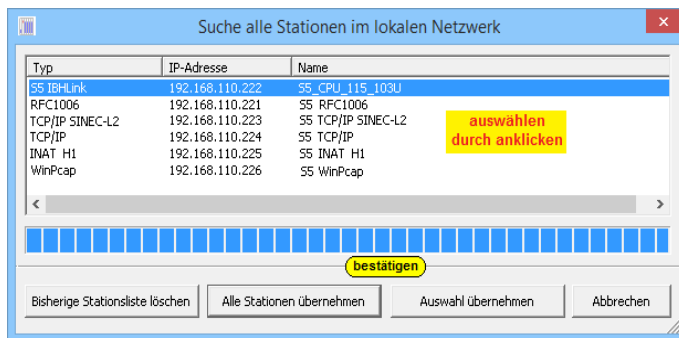 Suche alle Stationen im lokalen Netzwerk
Typ IP-Adresse Name
S5 IBHLink 192.168.110.222 S5_CPU_115_103U
RFC1006 192.168.110.221 S5 RFC1006
TCP/IP SINEC-L2 192.168.110.223 S5 TCP/IP SINEC-L2
TCP/IP 192.168.110.224 S5 TCP/IP
INAT H1 192.168.110.225 S5 INAT H1
WinPcap 192.168.110.226 S5 WinPcap
auswählen
durch anklicken
bestätigen
Bisherige Stationsliste löschen Alle Stationen übernehmen Auswahl übernehmen Abbrechen